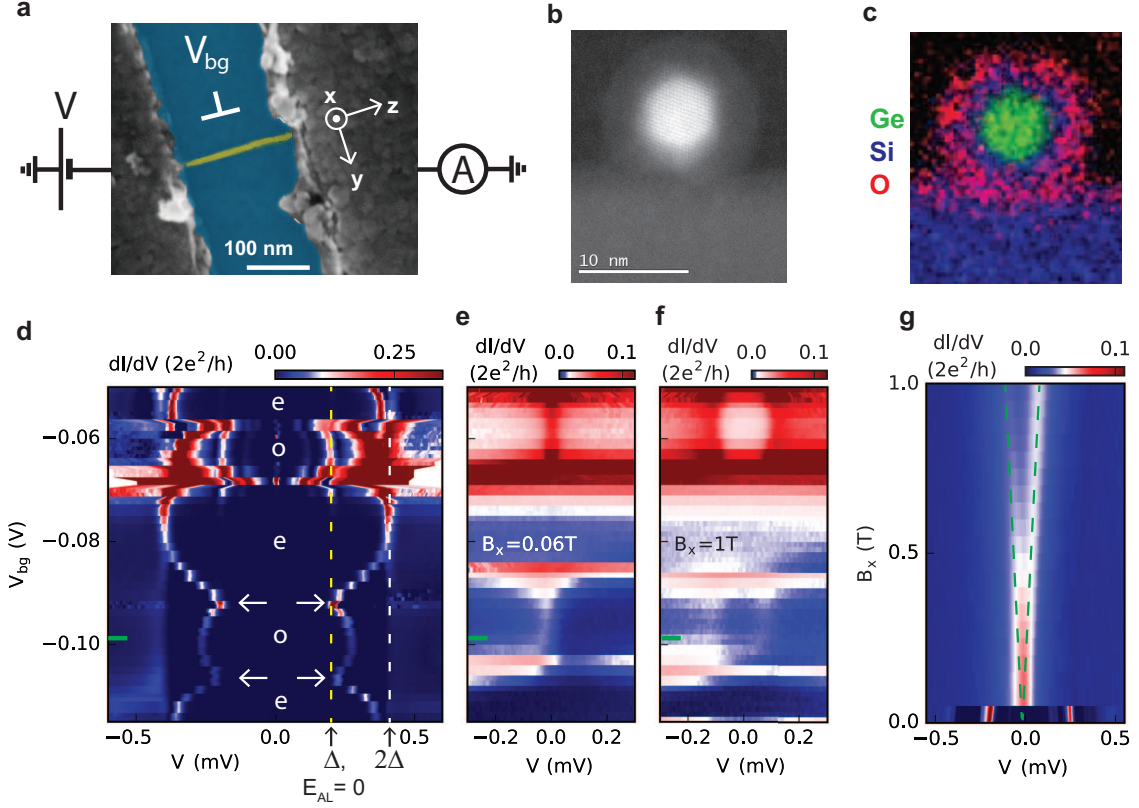 a
b
c
V
V_bg
x
z
y
A
100 nm
10 nm
Ge
Si
O
d
e
f
g
dI/dV (2e²/h)
0.00
0.25
dI/dV
(2e²/h)
0.0
0.1
dI/dV
(2e²/h)
0.0
0.1
dI/dV
(2e²/h)
0.0
0.1
V_bg (V)
−0.06
−0.08
−0.10
e
o
e
o
e
B_x=0.06T
B_x=1T
B_x (T)
1.0
0.5
0.0
−0.5
0.0
0.5
V (mV)
Δ,
E_AL= 0
2Δ
−0.2
0.0
0.2
V (mV)
−0.2
0.0
0.2
V (mV)
−0.5
0.0
0.5
V (mV)